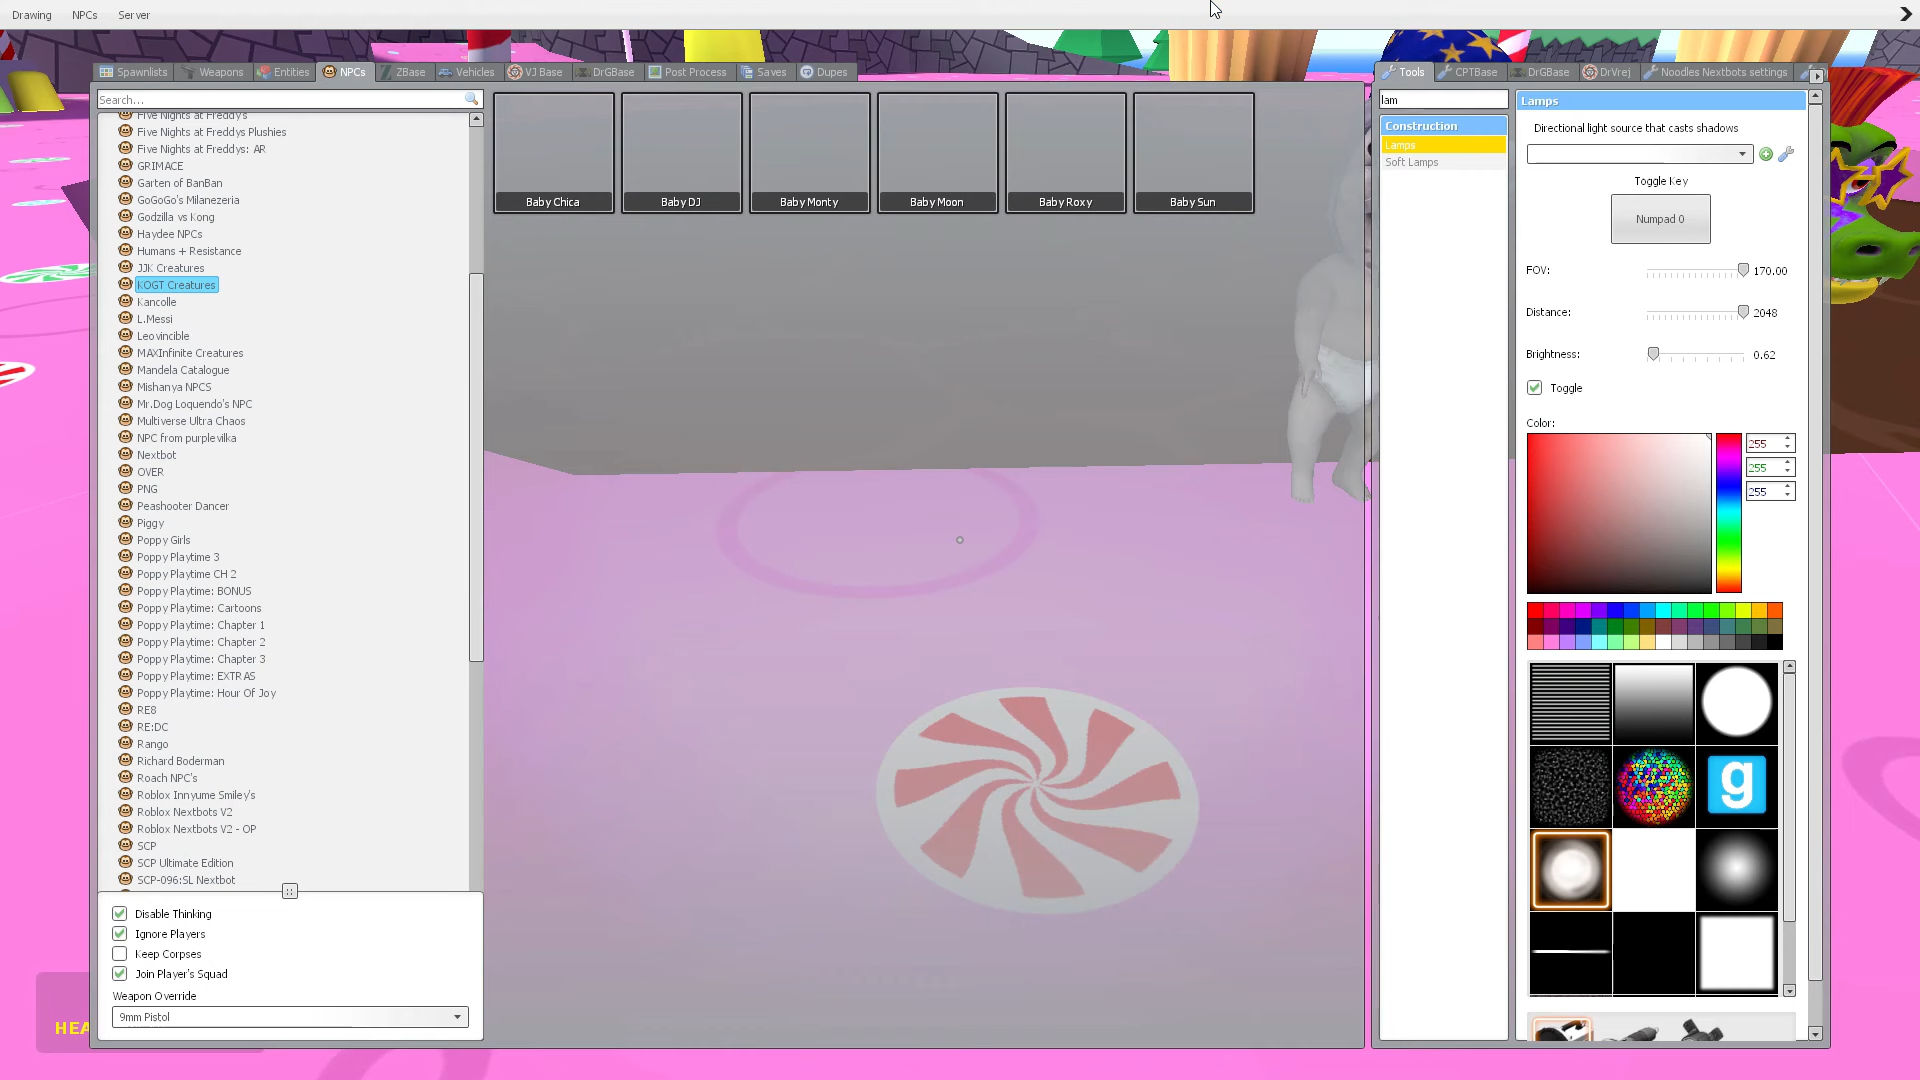 Drawing NPCs Server
Spawnlists Weapons Entities NPCs ZBase Vehicles VJ Base DrGBase Post Process Saves Dupes
Tools CPTBase DrGBase DrVrej Noodles Nextbots settings
Search...
Five Nights at Freddy's
Five Nights at Freddys Plushies
Five Nights at Freddys: AR
GRIMACE
Garten of BanBan
GoGoGo's Milanezeria
Godzilla vs Kong
Haydee NPCs
Humans + Resistance
JJK Creatures
KOGT Creatures
Kancolle
L.Messi
Leovincible
MAXInfinite Creatures
Mandela Catalogue
Mishanya NPCS
Mr.Dog Loquendo's NPC
Multiverse Ultra Chaos
NPC from purplevilka
Nextbot
OVER
PNG
Peashooter Dancer
Piggy
Poppy Girls
Poppy Playtime 3
Poppy Playtime CH 2
Poppy Playtime: BONUS
Poppy Playtime: Cartoons
Poppy Playtime: Chapter 1
Poppy Playtime: Chapter 2
Poppy Playtime: Chapter 3
Poppy Playtime: EXTRAS
Poppy Playtime: Hour Of Joy
RE8
RE:DC
Rango
Richard Boderman
Roach NPC's
Roblox Innyume Smiley's
Roblox Nextbots V2
Roblox Nextbots V2 - OP
SCP
SCP Ultimate Edition
SCP-096:SL Nextbot
Disable Thinking
Ignore Players
Keep Corpses
Join Player's Squad
Weapon Override
9mm Pistol
HEA
Baby Chica Baby DJ Baby Monty Baby Moon Baby Roxy Baby Sun
lam
Construction
Lamps
Soft Lamps
Lamps
Directional light source that casts shadows
Toggle Key
Numpad 0
FOV: 170.00
Distance: 2048
Brightness: 0.62
Toggle
Color:
255
255
255
g